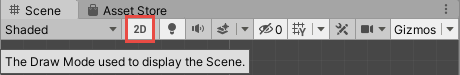 Scene Asset Store
Shaded 2D 0 Gizmos
The Draw Mode used to display the Scene.